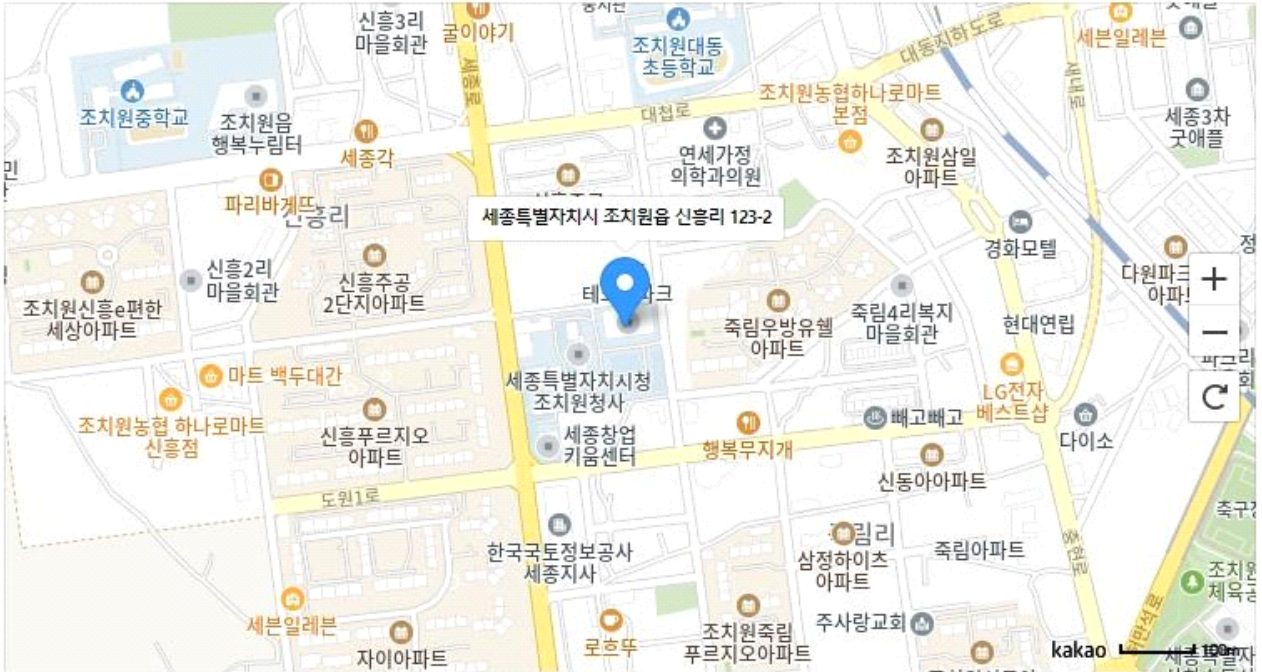 신흥3리
마을회관
굴이야기
조치원대동
초등학교
대동지하도로
세븐일레븐
조치원중학교
조치원읍
행복누림터
세종로
세종각
대첩로
조치원농협하나로마트
본점
연세가정
의학과의원
조치원삼일
아파트
새내로
세종3차
굿애플
파리바게뜨
신흥리
세종특별자치시 조치원읍 신흥리 123-2
경화모텔
신흥2리
마을회관
신흥주공
2단지아파트
조치원신흥e편한
세상아파트
죽림우방유쉘
아파트
죽림4리복지
마을회관
현대연립
마트 백두대간
세종특별자치시청
조치원청사
LG전자
베스트샵
조치원농협 하나로마트
신흥점
신흥푸르지오
아파트
세종창업
키움센터
행복무지개
빼고빼고
다이소
신동아아파트
도원1로
한국국토정보공사
세종지사
삼정하이츠
아파트
죽림아파트
충현로
세븐일레븐
자이아파트
로흐뚜
조치원죽림
푸르지오아파트
주사랑교회
kakao
100m